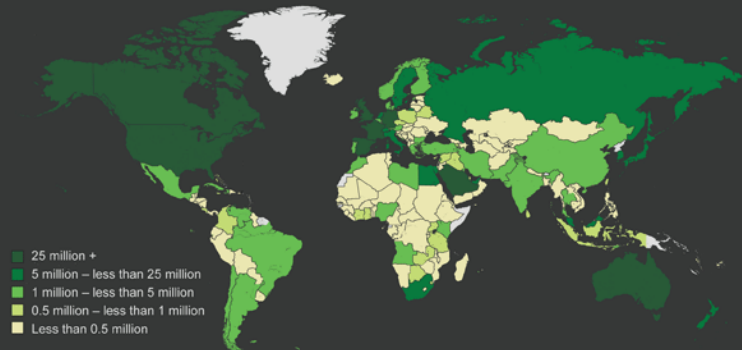 25 million +
5 million – less than 25 million
1 million – less than 5 million
0.5 million – less than 1 million
Less than 0.5 million